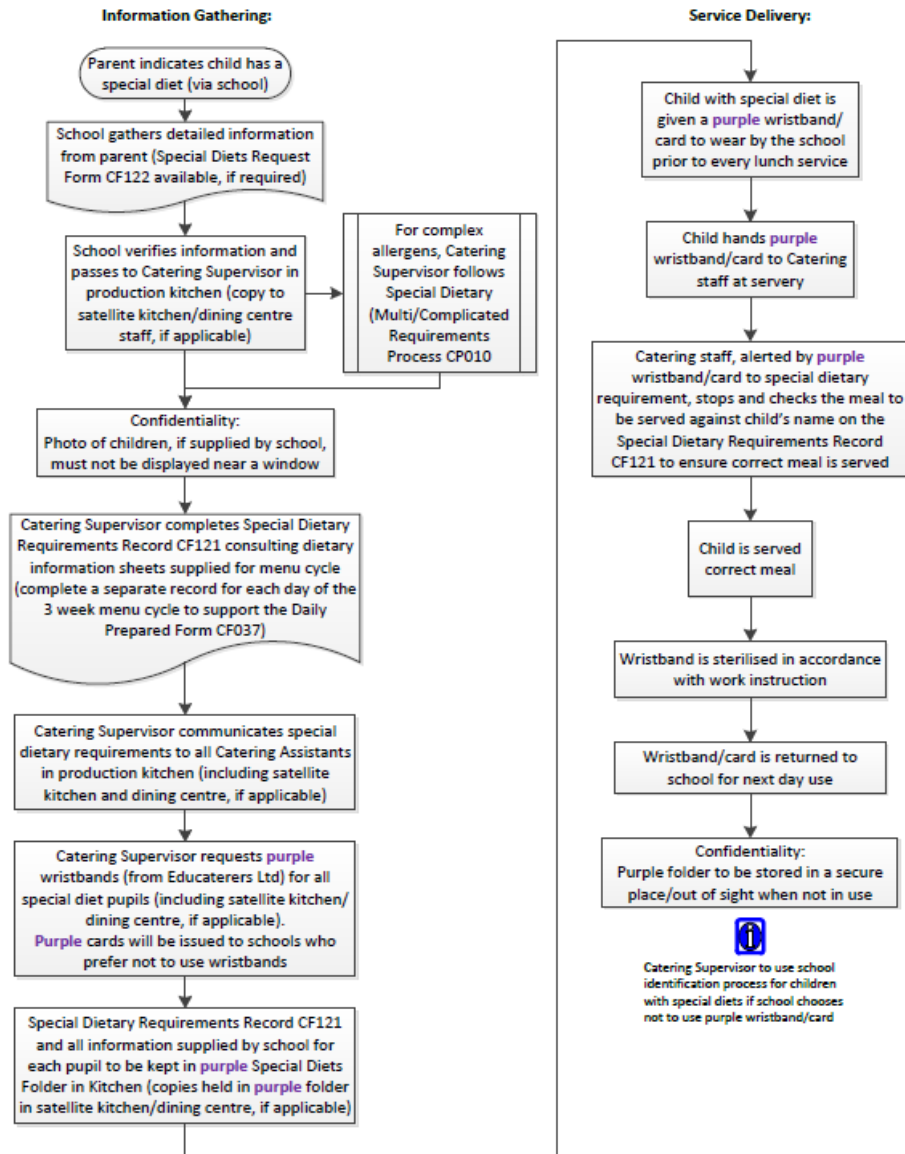 Information Gathering:
Parent indicates child has a
special diet (via school)
School gathers detailed information
from parent (Special Diets Request
Form CF122 available, if required)
School verifies information and
passes to Catering Supervisor in
production kitchen (copy to
satellite kitchen/dining centre
staff, if applicable)
For complex
allergens, Catering
Supervisor follows
Special Dietary
(Multi/Complicated
Requirements
Process CP010
Confidentiality:
Photo of children, if supplied by school,
must not be displayed near a window
Catering Supervisor completes Special Dietary
Requirements Record CF121 consulting dietary
information sheets supplied for menu cycle
(complete a separate record for each day of the
3 week menu cycle to support the Daily
Prepared Form CF037)
Catering Supervisor communicates special
dietary requirements to all Catering Assistants
in production kitchen (including satellite
kitchen and dining centre, if applicable)
Catering Supervisor requests purple
wristbands (from Educaterers Ltd) for all
special diet pupils (including satellite kitchen/
dining centre, if applicable).
Purple cards will be issued to schools who
prefer not to use wristbands
Special Dietary Requirements Record CF121
and all information supplied by school for
each pupil to be kept in purple Special Diets
Folder in Kitchen (copies held in purple folder
in satellite kitchen/dining centre, if applicable)
Service Delivery:
Child with special diet is
given a purple wristband/
card to wear by the school
prior to every lunch service
Child hands purple
wristband/card to Catering
staff at servery
Catering staff, alerted by purple
wristband/card to special dietary
requirement, stops and checks the meal to
be served against child's name on the
Special Dietary Requirements Record
CF121 to ensure correct meal is served
Child is served
correct meal
Wristband is sterilised in accordance
with work instruction
Wristband/card is returned to
school for next day use
Confidentiality:
Purple folder to be stored in a secure
place/out of sight when not in use
i
Catering Supervisor to use school
identification process for children
with special diets if school chooses
not to use purple wristband/card